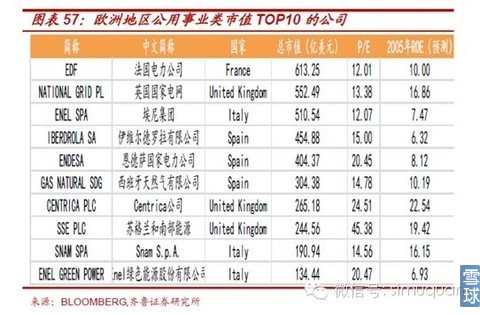 图表 57：欧洲地区公用事业类市值 TOP10 的公司
简称 中文简称 国家 总市值（亿美元） P/E 2005年ROE（预测）
EDF 法国电力公司 France 613.25 12.01 10.00
NATIONAL GRID PL 英国国家电网 United Kingdom 552.49 13.38 16.86
ENEL SPA 埃尼集团 Italy 510.54 12.07 7.47
IBERDROLA SA 伊维尔德罗拉有限公司 Spain 454.88 15.00 6.32
ENDESA 恩德萨国家电力公司 Spain 404.37 20.45 8.12
GAS NATURAL SDG 西班牙天然气有限公司 Spain 304.38 14.78 10.19
CENTRICA PLC Centrica公司 United Kingdom 265.18 24.51 22.54
SSE PLC 苏格兰和南部能源 United Kingdom 244.56 45.38 19.42
SNAM SPA Snam S.p.A. Italy 190.94 14.56 16.15
ENEL GREEN POWER nel绿色能源股份有限公司 Italy 134.44 20.47 6.93
来源：BLOOMBERG,齐鲁证券研究所
微信号: simuquan
雪球